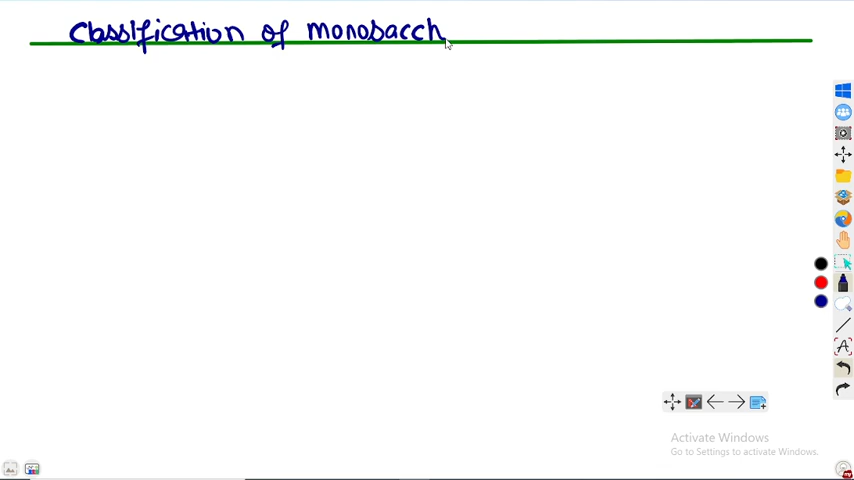 Classification of monosacch
Activate Windows
Go to Settings to activate Windows.